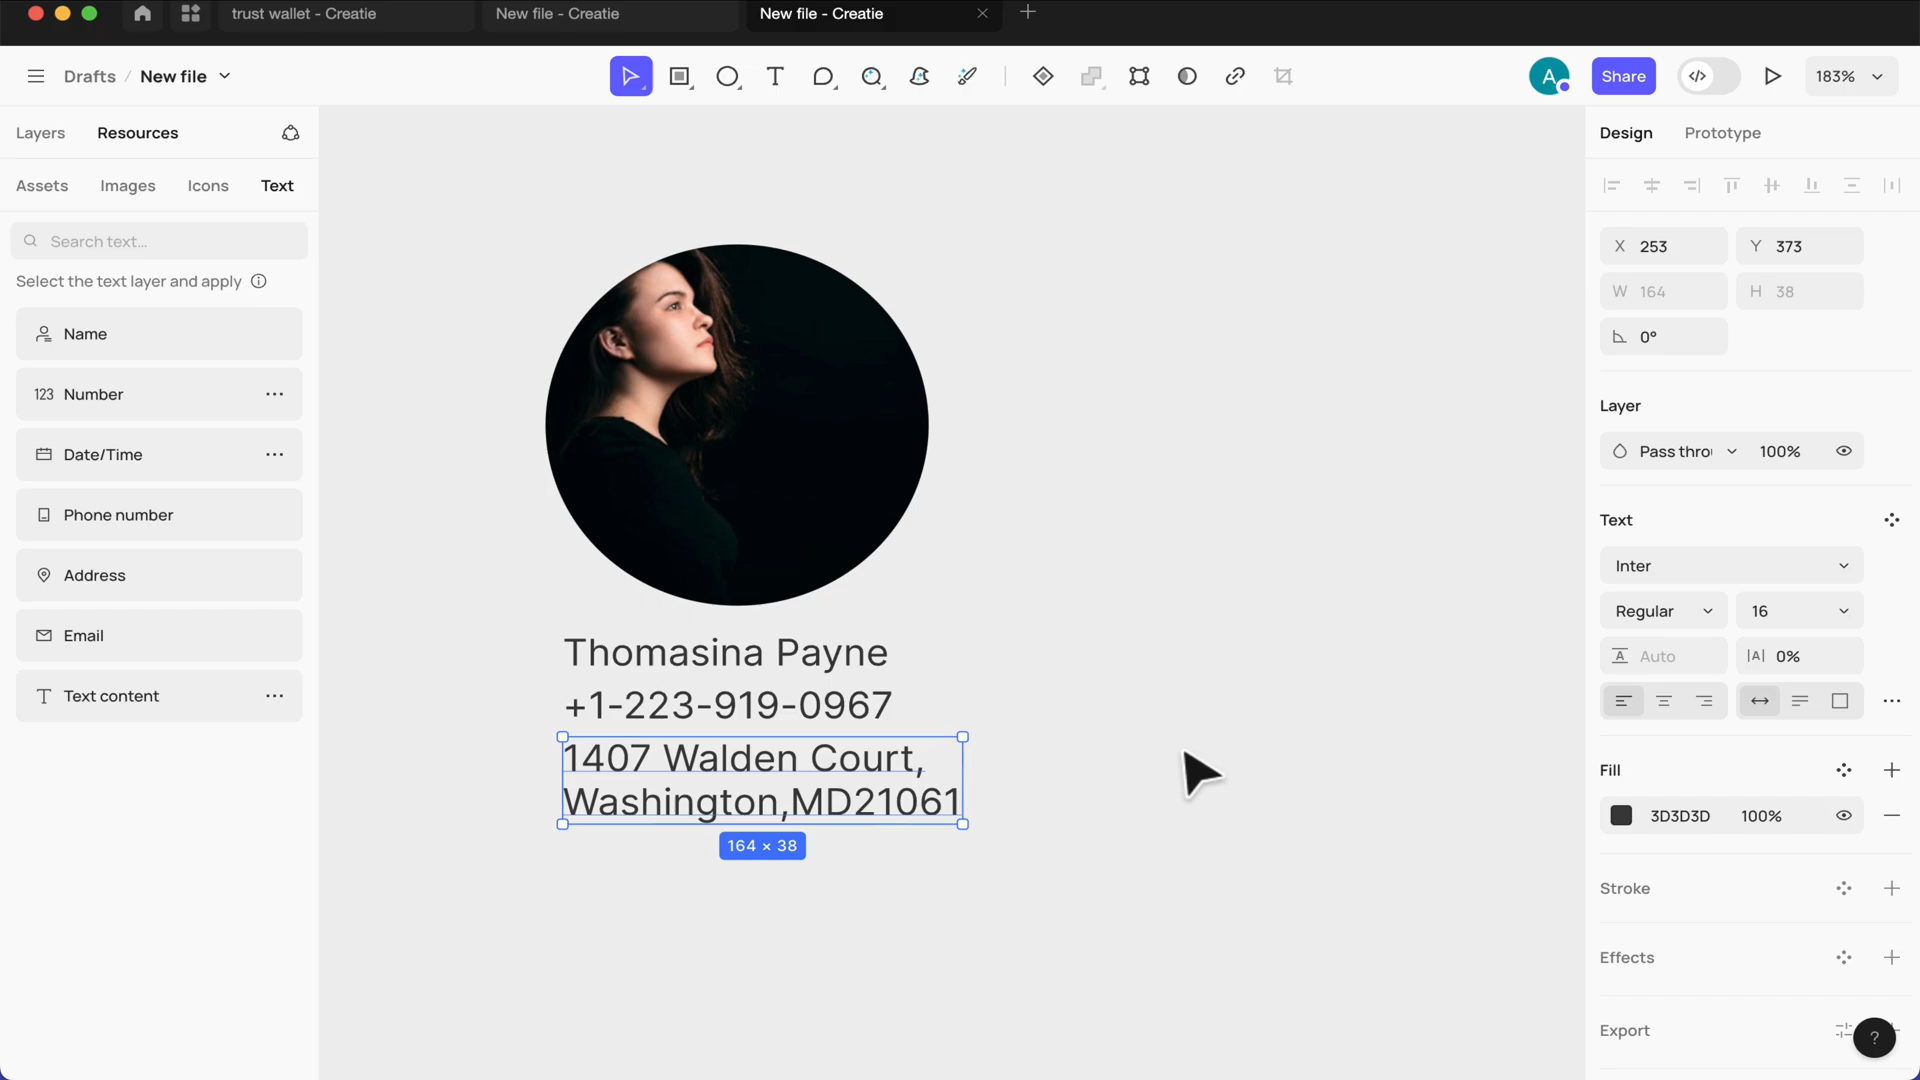 trust wallet - Creatie
New file - Creatie
New file - Creatie
Drafts / New file
A
Share
183%
Layers
Resources
Assets
Images
Icons
Text
Search text...
Select the text layer and apply
Name
123 Number
Date/Time
Phone number
Address
Email
Text content
Thomasina Payne
+1-223-919-0967
1407 Walden Court,
Washington,MD21061
164 × 38
Design
Prototype
X 253
Y 373
W 164
H 38
0°
Layer
Pass thro
100%
Text
Inter
Regular
16
Auto
|A| 0%
Fill
3D3D3D
100%
Stroke
Effects
Export
?